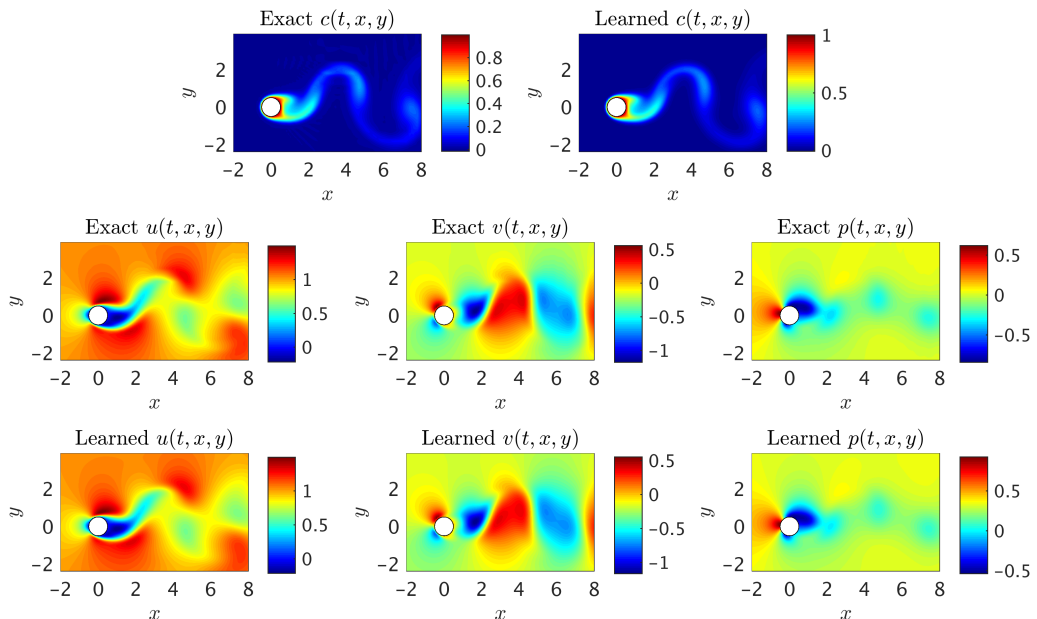 Exact c(t, x, y)
Learned c(t, x, y)
y 2 0 −2
−2 0 2 4 6 8
x
0.8 0.6 0.4 0.2 0
y 2 0 −2
−2 0 2 4 6 8
x
1 0.5 0
Exact u(t, x, y)
Exact v(t, x, y)
Exact p(t, x, y)
y 2 0 −2
−2 0 2 4 6 8
x
1 0.5 0
y 2 0 −2
−2 0 2 4 6 8
x
0.5 0 −0.5 −1
y 2 0 −2
−2 0 2 4 6 8
x
0.5 0 −0.5
Learned u(t, x, y)
Learned v(t, x, y)
Learned p(t, x, y)
y 2 0 −2
−2 0 2 4 6 8
x
1 0.5 0
y 2 0 −2
−2 0 2 4 6 8
x
0.5 0 −0.5 −1
y 2 0 −2
−2 0 2 4 6 8
x
0.5 0 −0.5